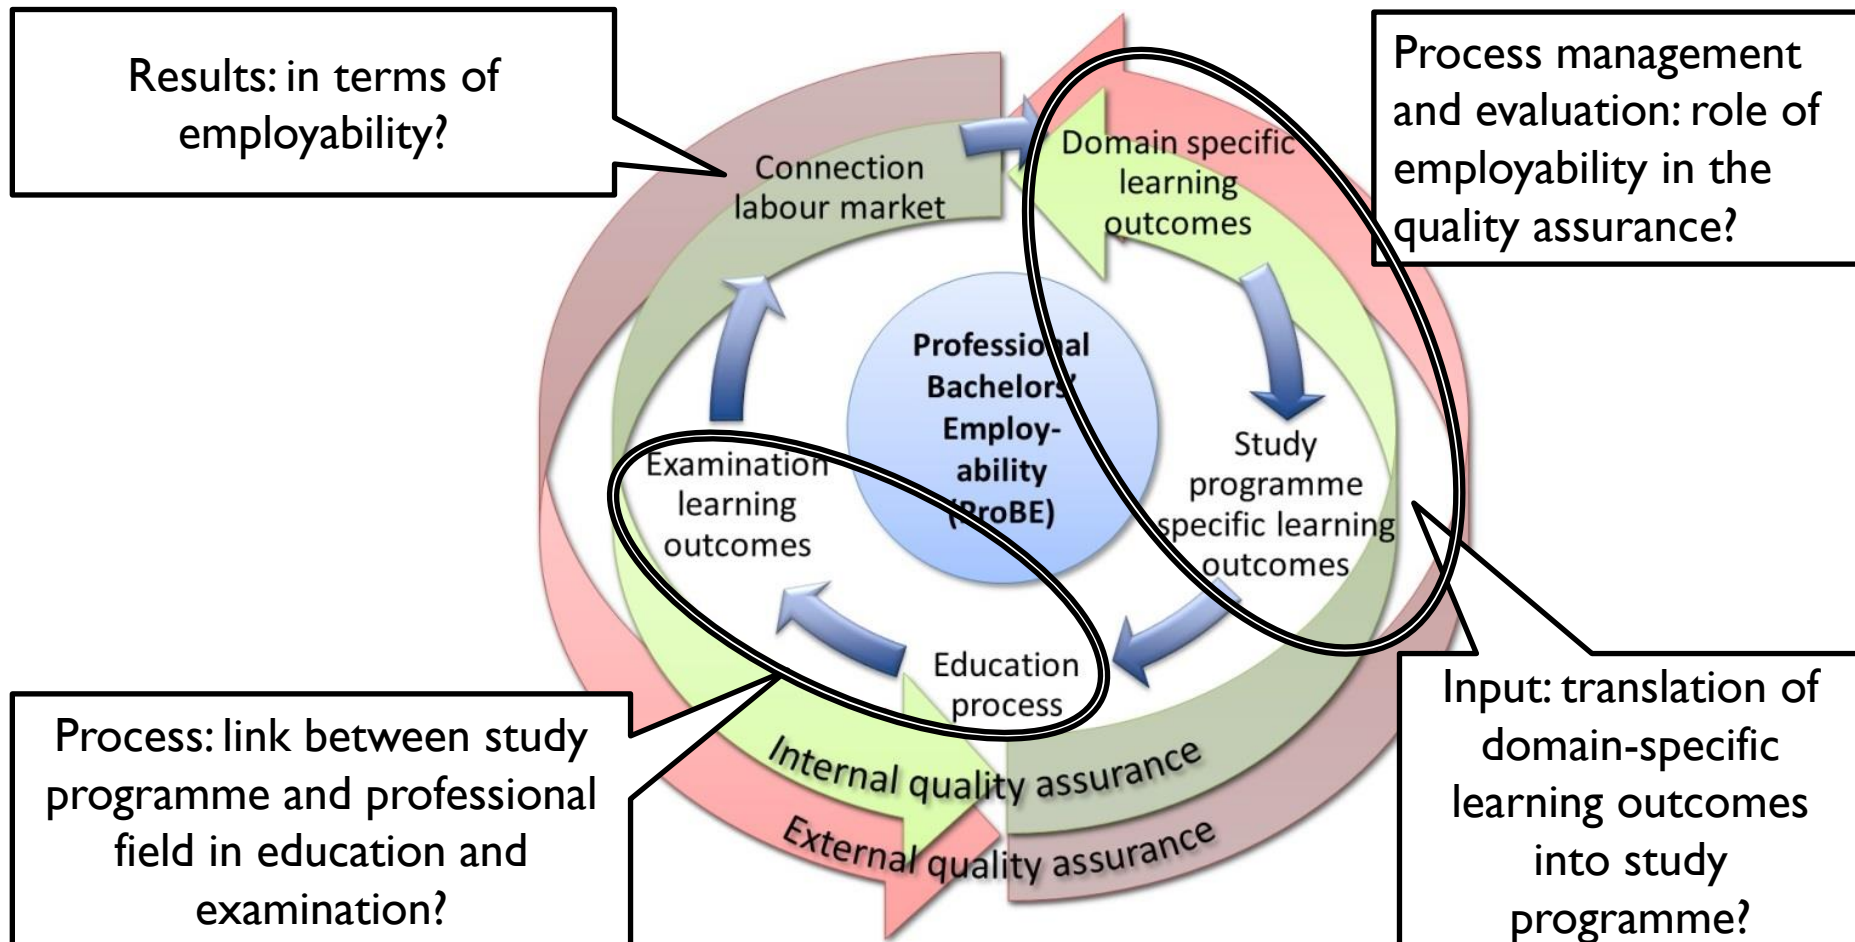 Results: in terms of
employability?
Process management
and evaluation: role of
employability in the
quality assurance?
Connection
labour market
Domain specific
learning
outcomes
Professional
Bachelors’
Employ-
ability
(ProBE)
Examination
learning
outcomes
Study
programme
specific learning
outcomes
Education
process
Internal quality assurance
External quality assurance
Process: link between study
programme and professional
field in education and
examination?
Input: translation of
domain-specific
learning outcomes
into study
programme?